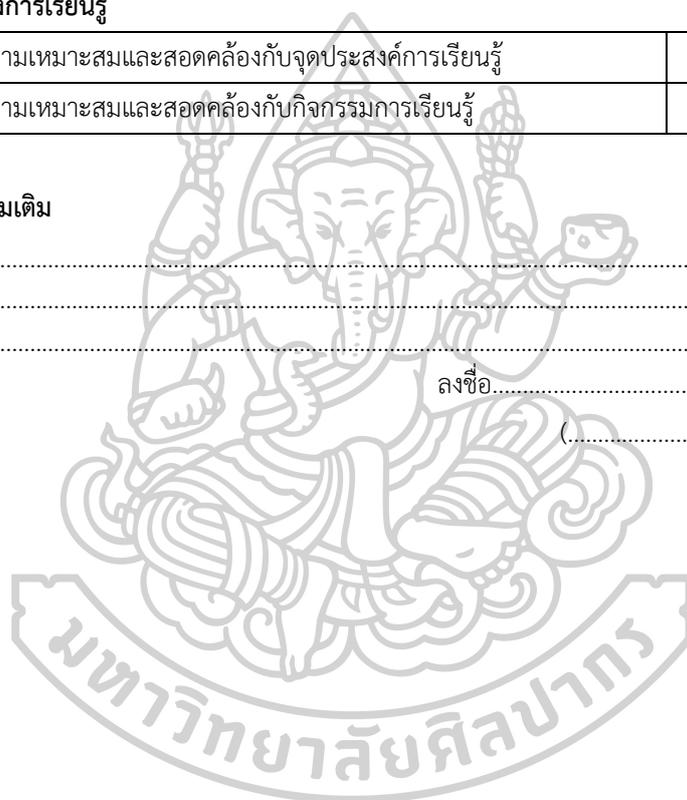 งการเรียนรู้
ามเหมาะสมและสอดคล้องกับจุดประสงค์การเรียนรู้
ามเหมาะสมและสอดคล้องกับกิจกรรมการเรียนรู้
มเติม
..........................................................................................
..........................................................................................
..........................................................................................
ลงชื่อ................................
(....................
มหาวิทยาลัยศิลปากร